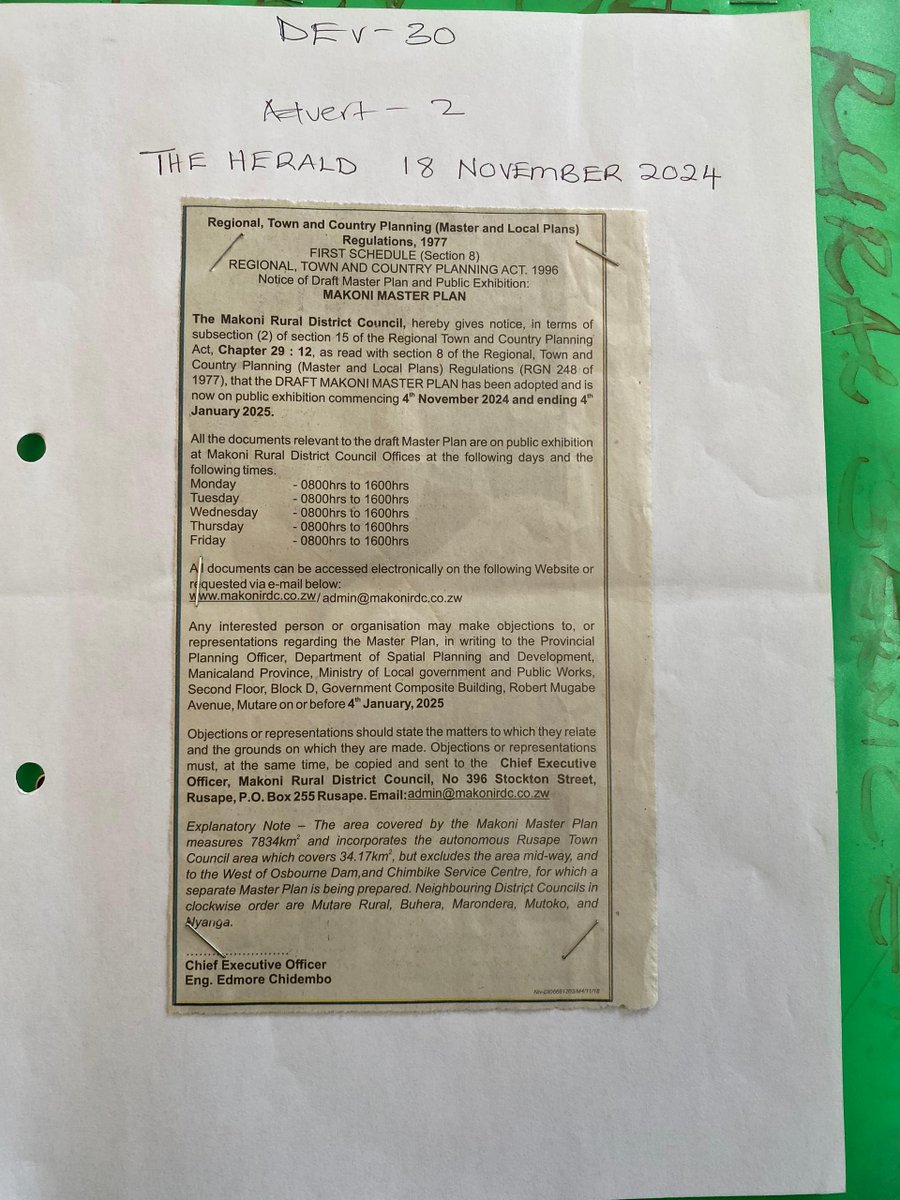 DEV-30
Advert - 2
THE HERALD 18 NOVEMBER 2024
Regional, Town and Country Planning (Master and Local Plans)
Regulations, 1977
FIRST SCHEDULE (Section 8)
REGIONAL, TOWN AND COUNTRY PLANNING ACT. 1996
Notice of Draft Master Plan and Public Exhibition:
MAKONI MASTER PLAN
The Makoni Rural District Council, hereby gives notice, in terms of
subsection (2) of section 15 of the Regional Town and Country Planning
Act, Chapter 29 : 12, as read with section 8 of the Regional, Town and
Country Planning (Master and Local Plans) Regulations (RGN 248 of
1977), that the DRAFT MAKONI MASTER PLAN has been adopted and is
now on public exhibition commencing 4th November 2024 and ending 4th
January 2025.
All the documents relevant to the draft Master Plan are on public exhibition
at Makoni Rural District Council Offices at the following days and the
following times.
Monday - 0800hrs to 1600hrs
Tuesday - 0800hrs to 1600hrs
Wednesday - 0800hrs to 1600hrs
Thursday - 0800hrs to 1600hrs
Friday - 0800hrs to 1600hrs
All documents can be accessed electronically on the following Website or
requested via e-mail below:
www.makonirdc.co.zw/admin@makonirdc.co.zw
Any interested person or organisation may make objections to, or
representations regarding the Master Plan, in writing to the Provincial
Planning Officer, Department of Spatial Planning and Development,
Manicaland Province, Ministry of Local government and Public Works,
Second Floor, Block D, Government Composite Building, Robert Mugabe
Avenue, Mutare on or before 4th January, 2025
Objections or representations should state the matters to which they relate
and the grounds on which they are made. Objections or representations
must, at the same time, be copied and sent to the Chief Executive
Officer, Makoni Rural District Council, No 396 Stockton Street,
Rusape, P.O. Box 255 Rusape. Email:admin@makonirdc.co.zw
Explanatory Note – The area covered by the Makoni Master Plan
measures 7834km² and incorporates the autonomous Rusape Town
Council area which covers 34.17km², but excludes the area mid-way, and
to the West of Osbourne Dam,and Chimbike Service Centre, for which a
separate Master Plan is being prepared. Neighbouring District Councils in
clockwise order are Mutare Rural, Buhera, Marondera, Mutoko, and
Nyanga.
........................
Chief Executive Officer
Eng. Edmore Chidembo
RURAL